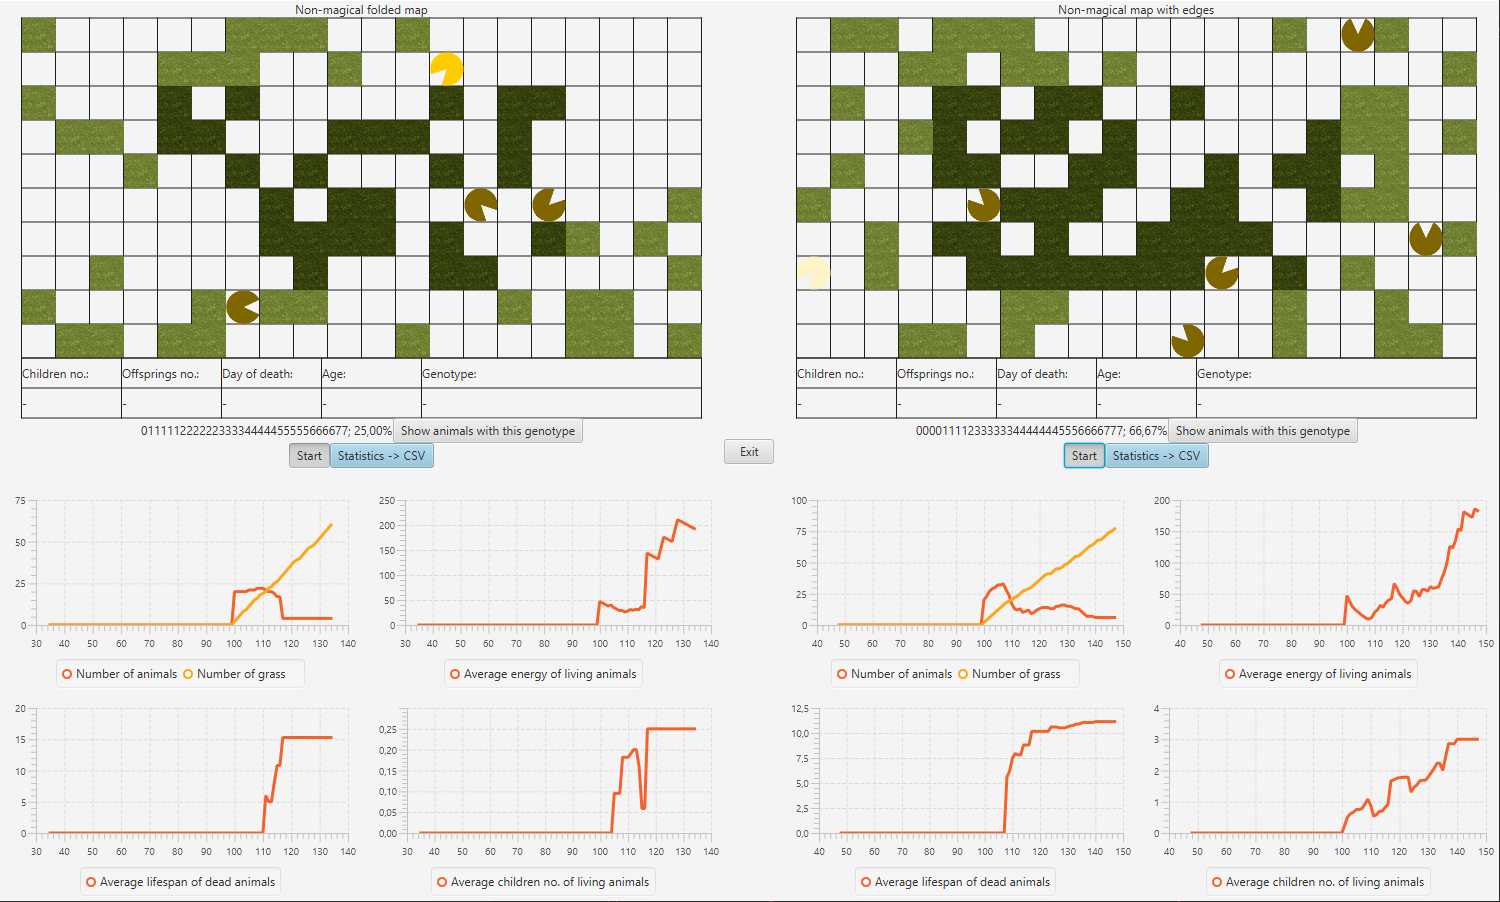 Non-magical folded map
Non-magical map with edges
Children no.: Offsprings no.: Day of death: Age: Genotype:
- - - - -
Children no.: Offsprings no.: Day of death: Age: Genotype:
- - - - -
01111122222233334444455555666677; 25,00% Show animals with this genotype
Start Statistics -> CSV
Exit
00001111233333344444445556666777; 66,67% Show animals with this genotype
Start Statistics -> CSV
75
50
25
0
30 40 50 60 70 80 90 100 110 120 130 140
Number of animals Number of grass
250
200
150
100
50
0
30 40 50 60 70 80 90 100 110 120 130 140
Average energy of living animals
100
75
50
25
0
40 50 60 70 80 90 100 110 120 130 140 150
Number of animals Number of grass
200
150
100
50
0
40 50 60 70 80 90 100 110 120 130 140 150
Average energy of living animals
20
15
10
5
0
30 40 50 60 70 80 90 100 110 120 130 140
Average lifespan of dead animals
0,25
0,20
0,15
0,10
0,05
0,00
30 40 50 60 70 80 90 100 110 120 130 140
Average children no. of living animals
12,5
10,0
7,5
5,0
2,5
0,0
40 50 60 70 80 90 100 110 120 130 140 150
Average lifespan of dead animals
4
3
2
1
0
40 50 60 70 80 90 100 110 120 130 140 150
Average children no. of living animals